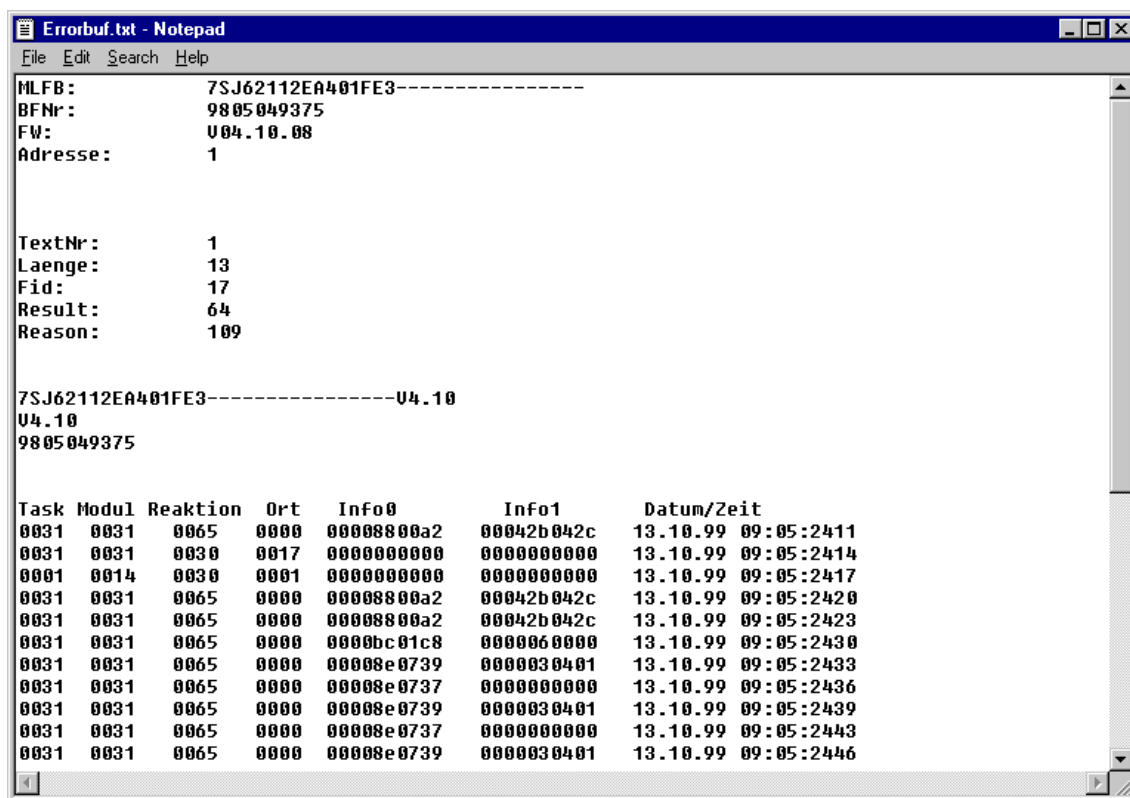 Errorbuf.txt - Notepad
File Edit Search Help
MLFB: 7SJ62112EA401FE3----------------
BFNr: 9805049375
FW: V04.10.08
Adresse: 1
TextNr: 1
Laenge: 13
Fid: 17
Result: 64
Reason: 109
7SJ62112EA401FE3----------------V4.10
V4.10
9805049375
Task Modul Reaktion Ort Info0 Info1 Datum/Zeit
0031 0031 0065 0000 00008800a2 00042b042c 13.10.99 09:05:2411
0031 0031 0030 0017 0000000000 0000000000 13.10.99 09:05:2414
0001 0014 0030 0001 0000000000 0000000000 13.10.99 09:05:2417
0031 0031 0065 0000 00008800a2 00042b042c 13.10.99 09:05:2420
0031 0031 0065 0000 00008800a2 00042b042c 13.10.99 09:05:2423
0031 0031 0065 0000 0000bc01c8 0000060000 13.10.99 09:05:2430
0031 0031 0065 0000 00008e0739 0000030401 13.10.99 09:05:2433
0031 0031 0065 0000 00008e0737 0000000000 13.10.99 09:05:2436
0031 0031 0065 0000 00008e0739 0000030401 13.10.99 09:05:2439
0031 0031 0065 0000 00008e0737 0000000000 13.10.99 09:05:2443
0031 0031 0065 0000 00008e0739 0000030401 13.10.99 09:05:2446